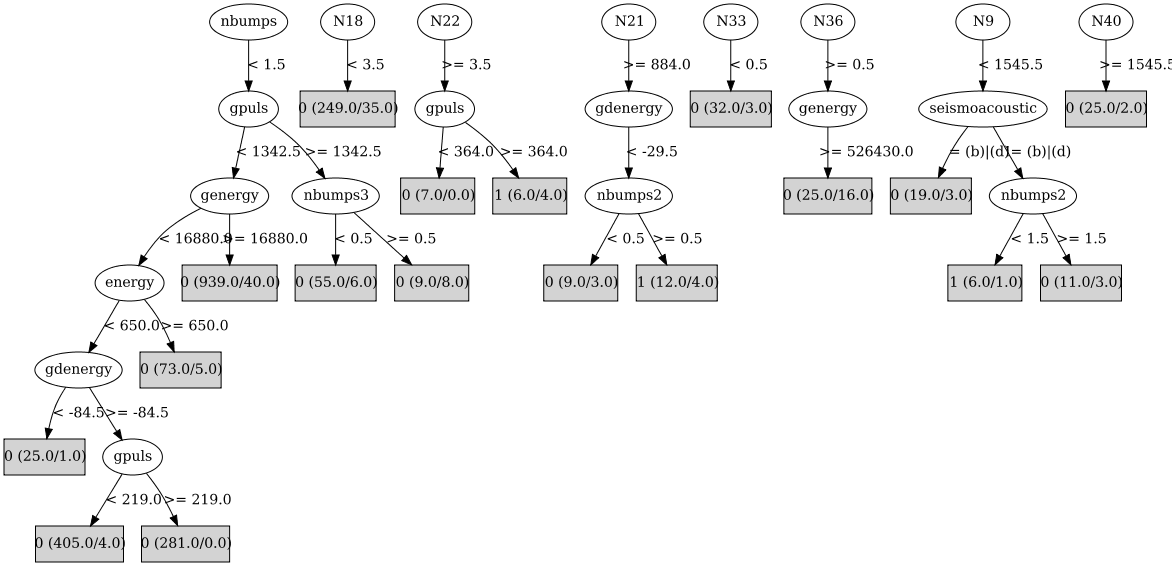 nbumps N18 N22 N21 N33 N36 N9 N40
< 1.5 < 3.5 >= 3.5 >= 884.0 < 0.5 >= 0.5 < 1545.5 >= 1545.5
gpuls 0 (249.0/35.0) gpuls gdenergy 0 (32.0/3.0) genergy seismoacoustic 0 (25.0/2.0)
< 1342.5 >= 1342.5 < 364.0 >= 364.0 < -29.5 >= 526430.0 = (b)|(d) != (b)|(d)
genergy nbumps3 0 (7.0/0.0) 1 (6.0/4.0) nbumps2 0 (25.0/16.0) 0 (19.0/3.0) nbumps2
< 16880.0 >= 16880.0 < 0.5 >= 0.5 < 0.5 >= 0.5 < 1.5 >= 1.5
energy 0 (939.0/40.0) 0 (55.0/6.0) 0 (9.0/8.0) 0 (9.0/3.0) 1 (12.0/4.0) 1 (6.0/1.0) 0 (11.0/3.0)
< 650.0 >= 650.0
gdenergy 0 (73.0/5.0)
< -84.5 >= -84.5
0 (25.0/1.0) gpuls
< 219.0 >= 219.0
0 (405.0/4.0) 0 (281.0/0.0)